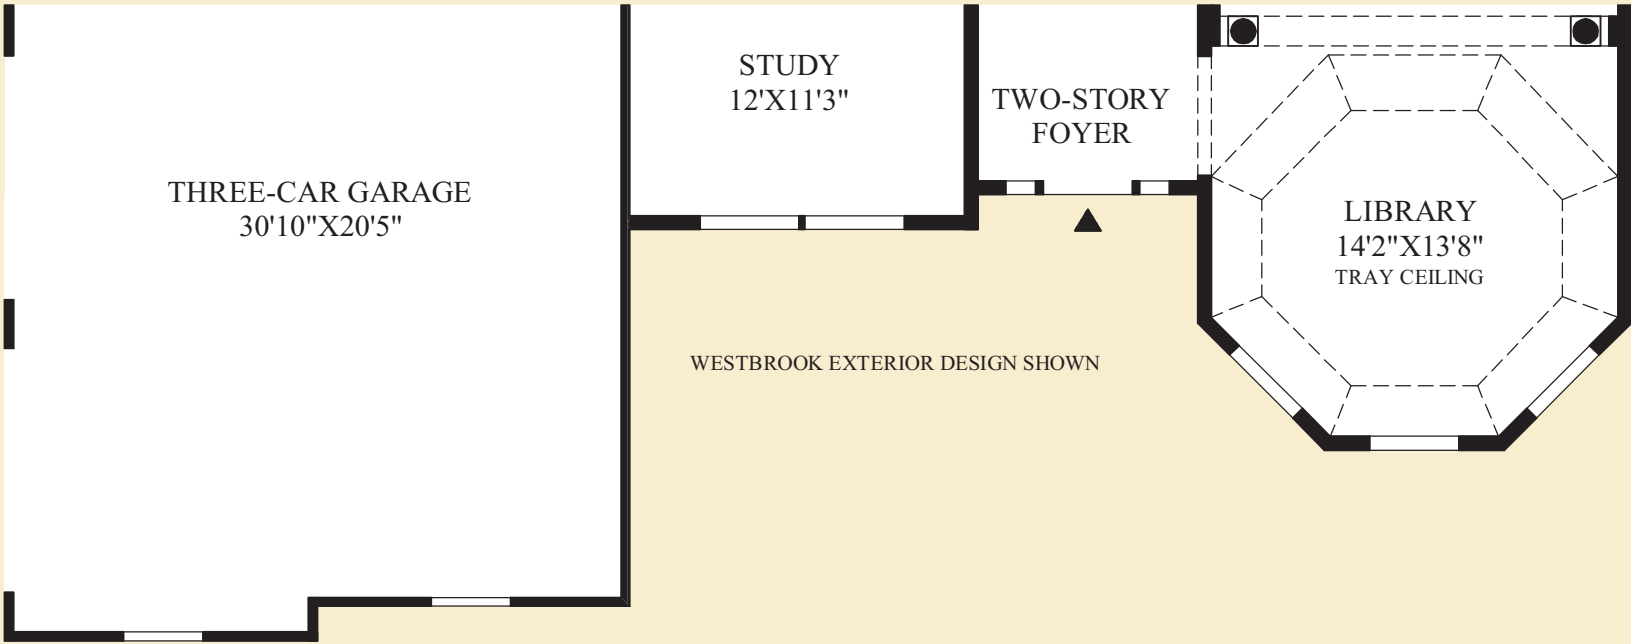 STUDY
12'X11'3"
TWO-STORY
FOYER
THREE-CAR GARAGE
30'10"X20'5"
LIBRARY
14'2"X13'8"
TRAY CEILING
WESTBROOK EXTERIOR DESIGN SHOWN